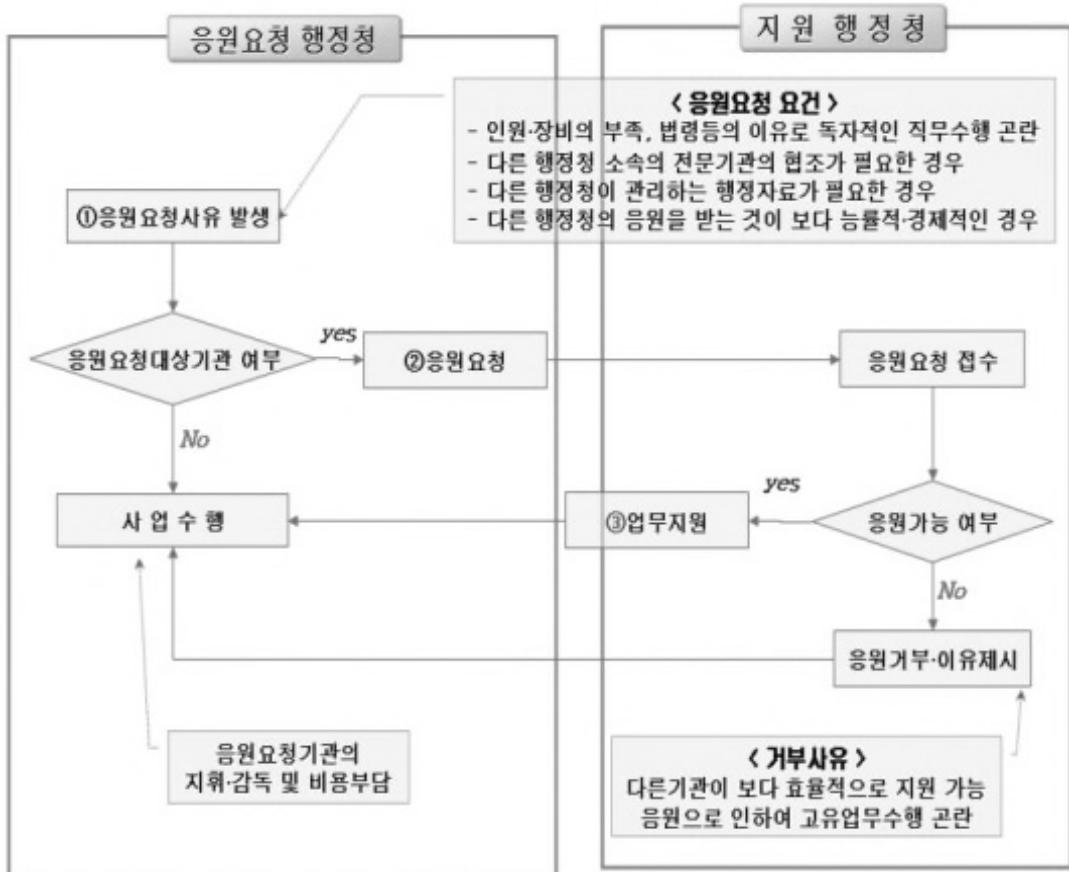 응원요청 행정청
지원 행정청
< 응원요청 요건 >
- 인원·장비의 부족, 법령등의 이유로 독자적인 직무수행 곤란
- 다른 행정청 소속의 전문기관의 협조가 필요한 경우
- 다른 행정청이 관리하는 행정자료가 필요한 경우
- 다른 행정청의 응원을 받는 것이 보다 능률적·경제적인 경우
①응원요청사유 발생
응원요청대상기관 여부
yes
②응원요청
응원요청 접수
No
사 업 수 행
③업무지원
yes
응원가능 여부
No
응원거부·이유제시
응원요청기관의
지휘·감독 및 비용부담
< 거부사유 >
다른기관이 보다 효율적으로 지원 가능
응원으로 인하여 고유업무수행 곤란